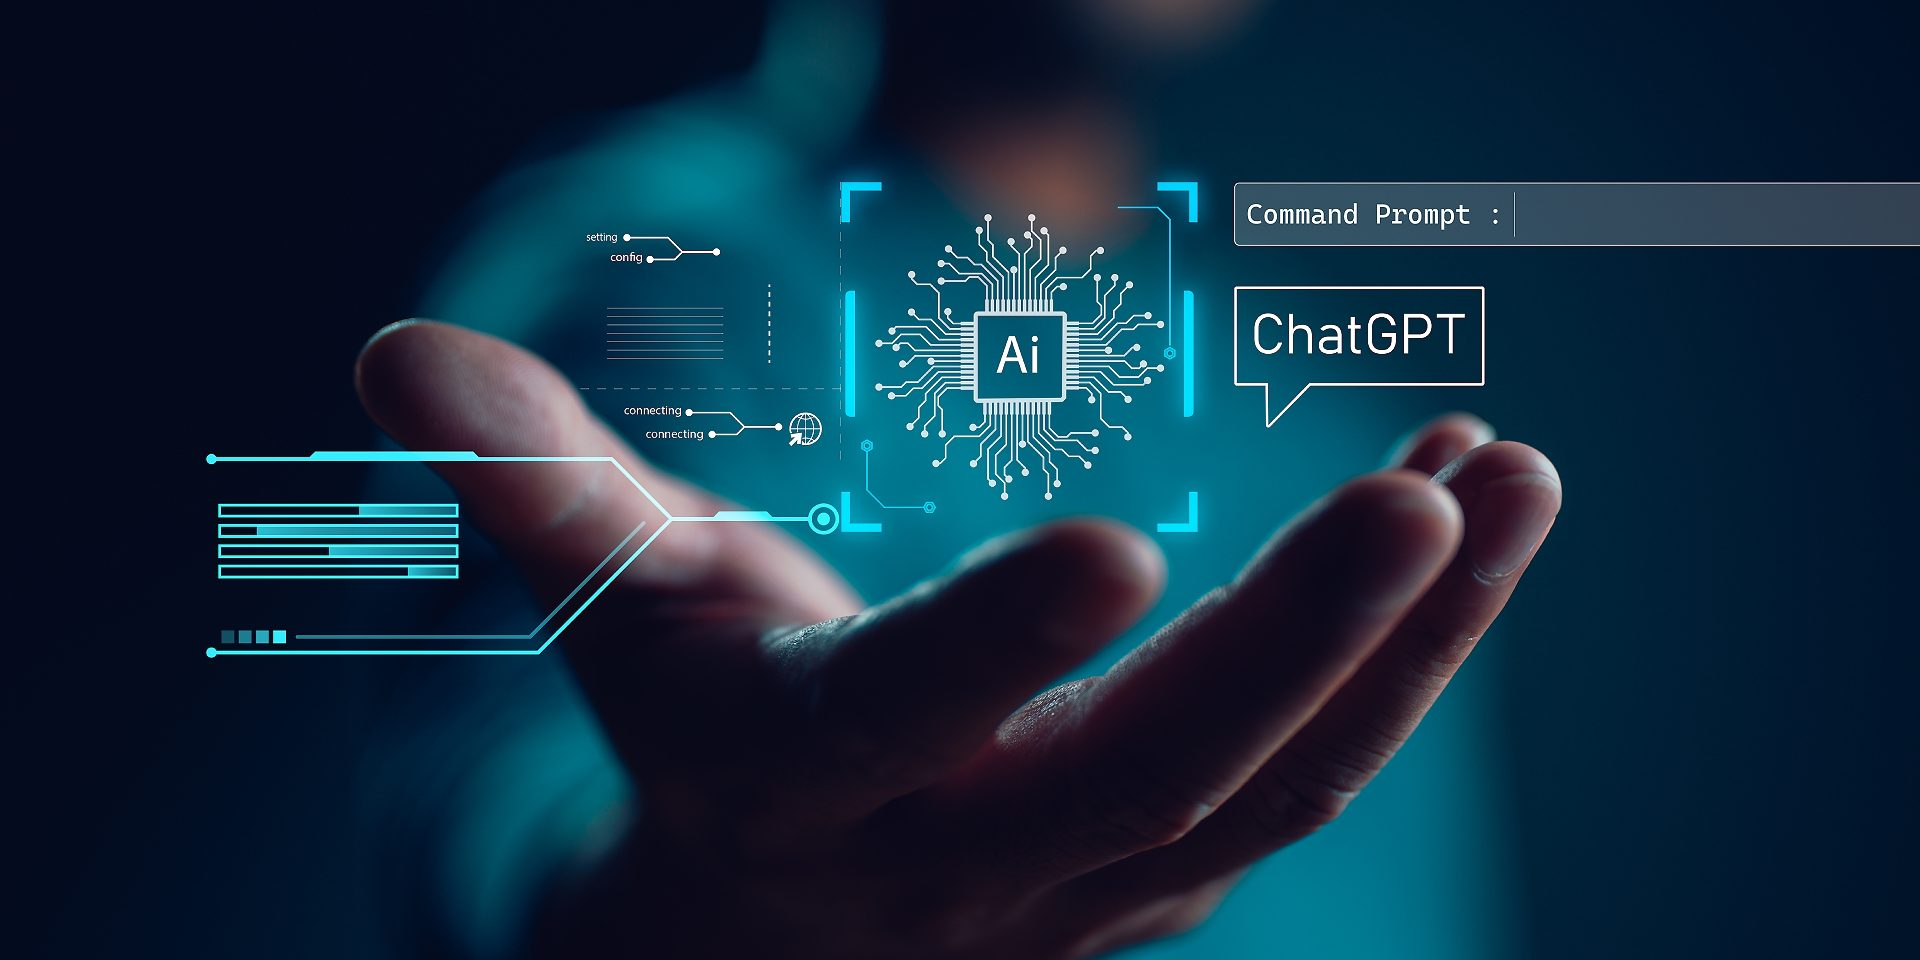 setting
config
connecting
connecting
Ai
Command Prompt :
ChatGPT